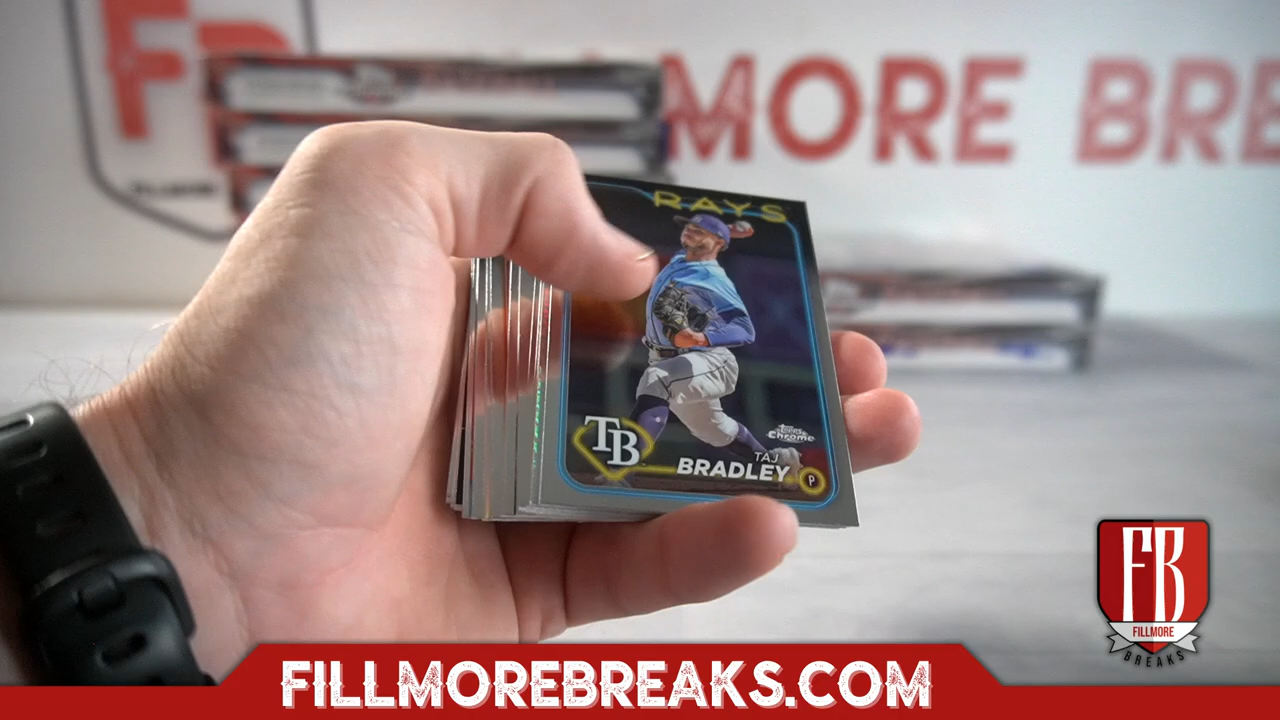 MORE BRE
RAYS
TB
Topps
Chrome
TAJ
BRADLEY
P
FB
FILLMORE
BREAKS
FILLMOREBREAKS.COM